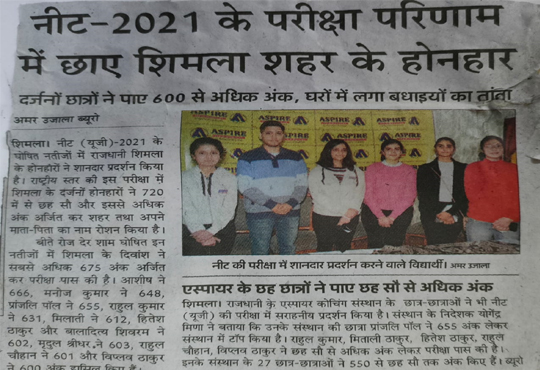 नीट-2021 के परीक्षा परिणाम
में छाए शिमला शहर के होनहार
दर्जनों छात्रों ने पाए 600 से अधिक अंक, घरों में लगा बधाइयों का तांता
अमर उजाला ब्यूरो
शिमला। नीट (यूजी)-2021 के
घोषित नतीजों में राजधानी शिमला
के होनहारों ने शानदार प्रदर्शन किया
है। राष्ट्रीय स्तर की इस परीक्षा में
शिमला के दर्जनों होनहारों ने 720
में से छह सौ और इससे अधिक
अंक अर्जित कर शहर तथा अपने
माता-पिता का नाम रोशन किया है।
बीते रोज देर शाम घोषित इन
नतीजों में शिमला के दिवांश ने
सबसे अधिक 675 अंक अर्जित
कर परीक्षा पास की है। आशीष ने
666, मनोज कुमार ने 648,
प्रांजलि पॉल ने 655, राहुल कुमार
ने 631, मिलाती ने 612, हितेश
ठाकुर और बालादित्य शिवरम ने
602, मृदुल श्रीधर ने 603, राहुल
चौहान ने 601 और विप्लव ठाकुर
ने 600 अंक हासिल किए हैं।
ASPIRE
ASPIRE
नीट की परीक्षा में शानदार प्रदर्शन करने वाले विद्यार्थी। अमर उजाला
एस्पायर के छह छात्रों ने पाए छह सौ से अधिक अंक
शिमला। राजधानी के एस्पायर कोचिंग संस्थान के छात्र-छात्राओं ने भी नीट
(यूजी) की परीक्षा में सराहनीय प्रदर्शन किया है। संस्थान के निदेशक योगेंद्र
मिणा ने बताया कि उनके संस्थान की छात्रा प्रांजलि पॉल ने 655 अंक लेकर
संस्थान में टॉप किया है। राहुल कुमार, मिताली ठाकुर, हितेश ठाकुर, राहुल
चौहान, विप्लव ठाकुर ने छह सौ से अधिक अंक लेकर परीक्षा पास की है।
इनके संस्थान के 27 छात्र-छात्राओं ने 550 से छह सौ तक अंक किए हैं। ब्यूरो